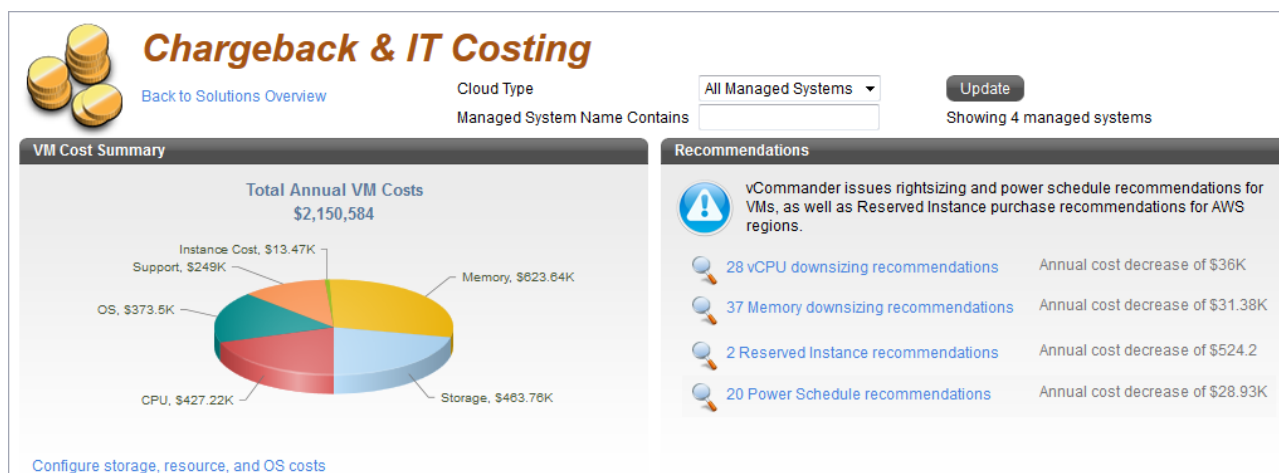 Chargeback & IT Costing
Back to Solutions Overview
Cloud Type
All Managed Systems
Update
Managed System Name Contains
Showing 4 managed systems
VM Cost Summary
Total Annual VM Costs
$2,150,584
Instance Cost, $13.47K
Support, $249K
Memory, $623.64K
OS, $373.5K
CPU, $427.22K
Storage, $463.76K
Configure storage, resource, and OS costs
Recommendations
vCommander issues rightsizing and power schedule recommendations for
VMs, as well as Reserved Instance purchase recommendations for AWS
regions.
28 vCPU downsizing recommendations
Annual cost decrease of $36K
37 Memory downsizing recommendations
Annual cost decrease of $31.38K
2 Reserved Instance recommendations
Annual cost decrease of $524.2
20 Power Schedule recommendations
Annual cost decrease of $28.93K